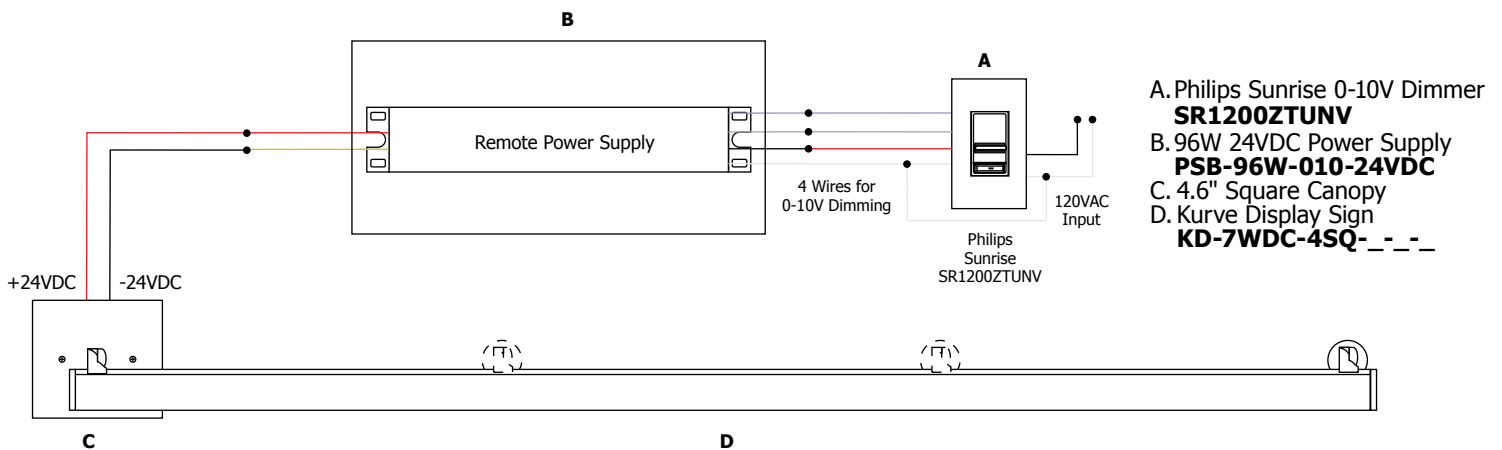 B
A
Remote Power Supply
4 Wires for
0-10V Dimming
120VAC
Input
Philips
Sunrise
SR1200ZTUNV
A. Philips Sunrise 0-10V Dimmer
SR1200ZTUNV
B. 96W 24VDC Power Supply
PSB-96W-010-24VDC
C. 4.6" Square Canopy
D. Kurve Display Sign
KD-7WDC-4SQ-_-_-_
+24VDC
-24VDC
C
D